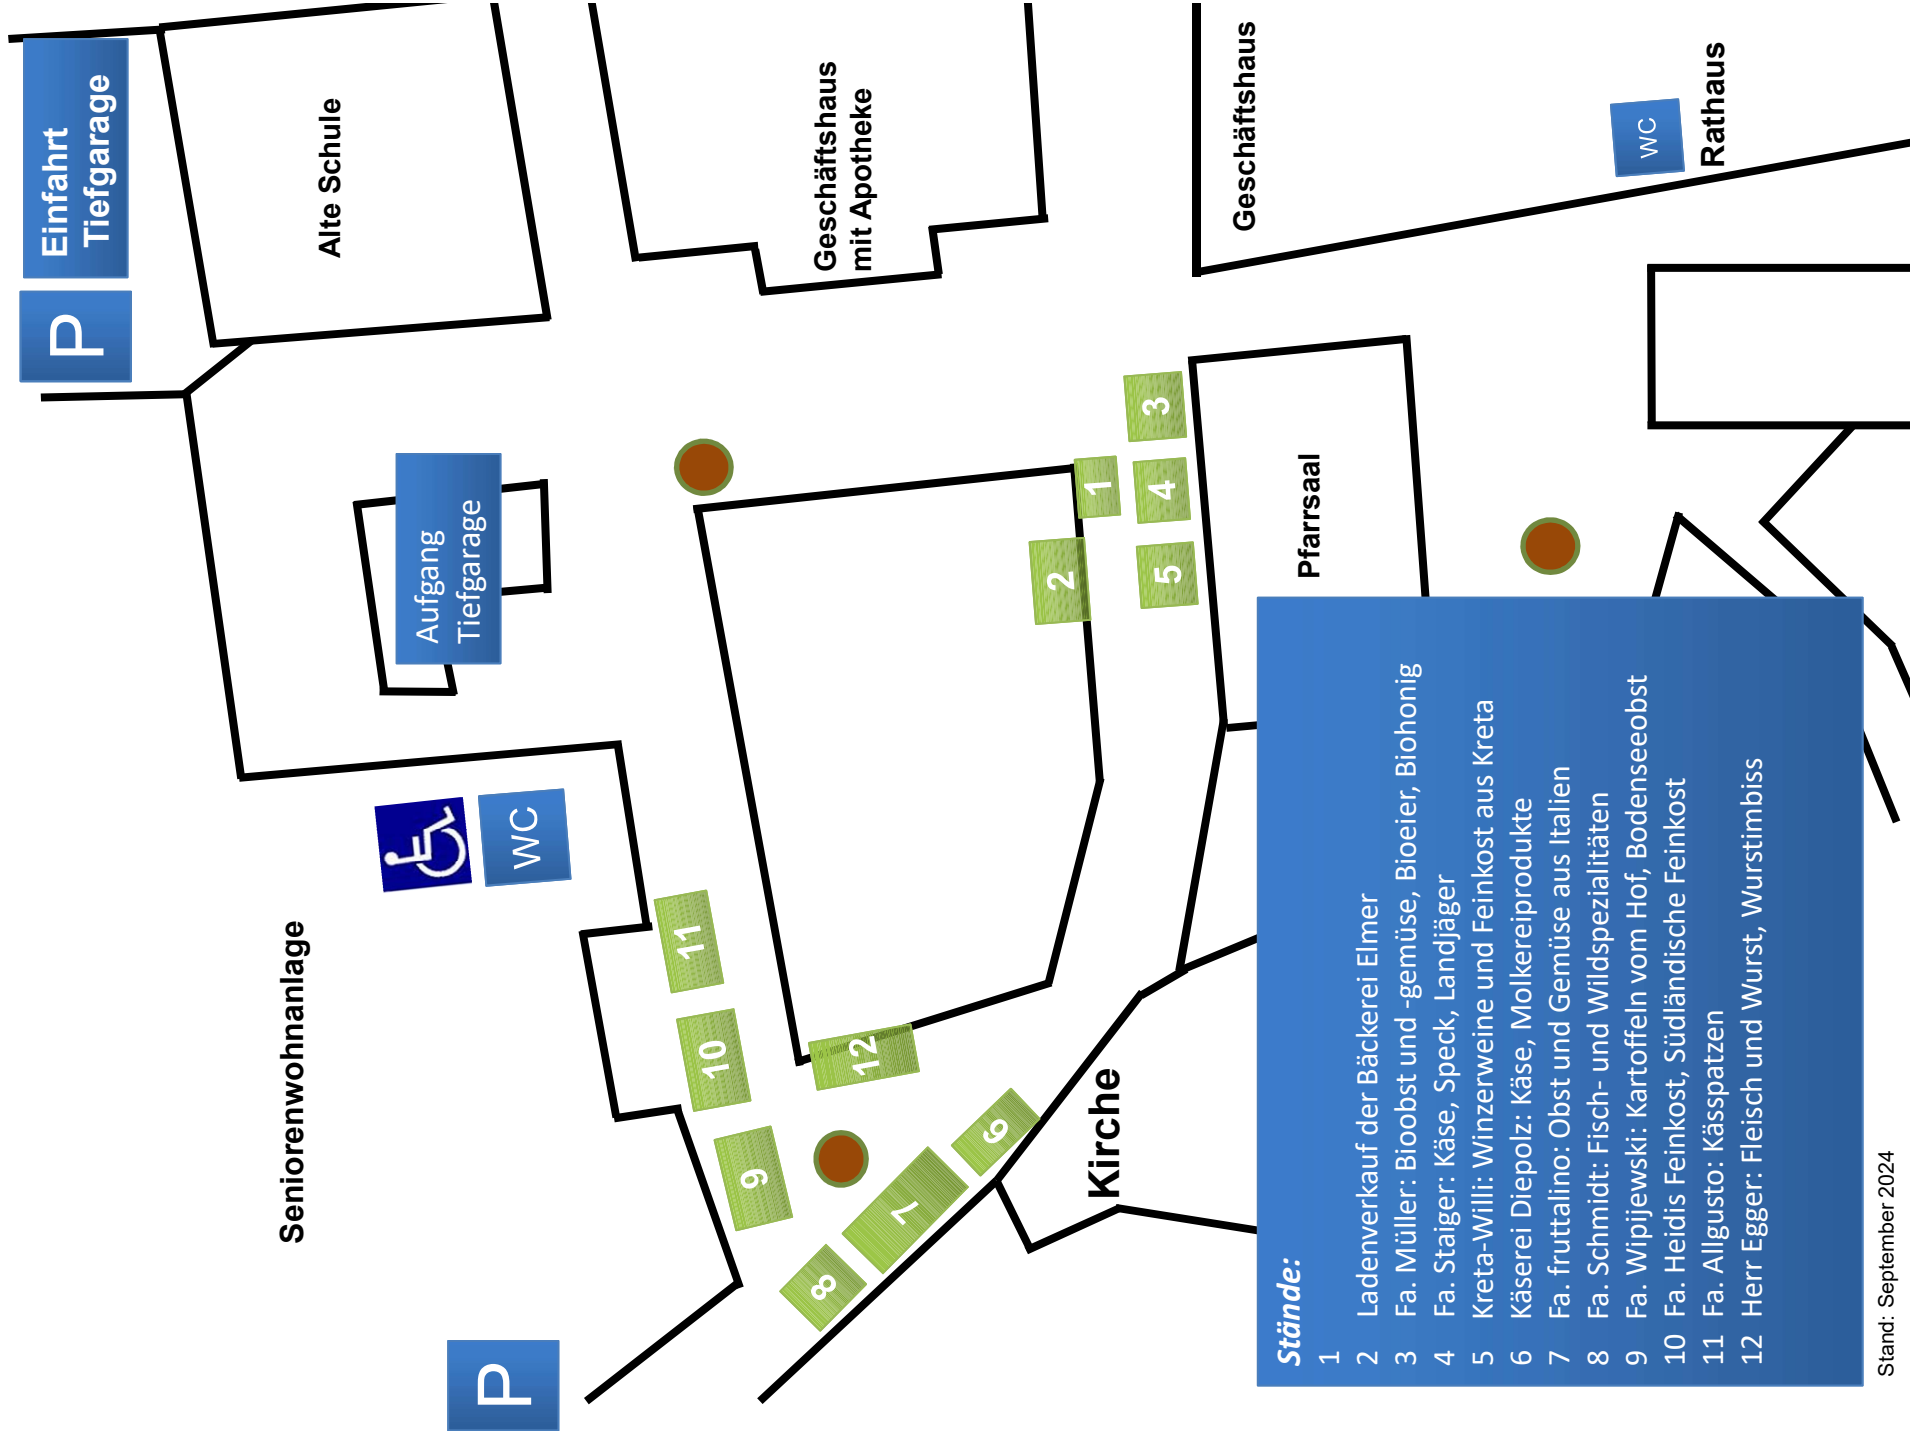 P
Einfahrt
Tiefgarage
Alte Schule
Aufgang
Tiefgarage
Seniorenwohnanlage
WC
P
Geschäftshaus
mit Apotheke
11
10
9
12
8
7
6
2
1
3
4
5
Kirche
Pfarrsaal
Geschäftshaus
WC
Rathaus
Stände:
1
2 Ladenverkauf der Bäckerei Elmer
3 Fa. Müller: Bioobst und -gemüse, Bioeier, Biohonig
4 Fa. Staiger: Käse, Speck, Landjäger
5 Kreta-Willi: Winzerweine und Feinkost aus Kreta
6 Käserei Diepolz: Käse, Molkereiprodukte
7 Fa. fruttalino: Obst und Gemüse aus Italien
8 Fa. Schmidt: Fisch- und Wildspezialitäten
9 Fa. Wipijewski: Kartoffeln vom Hof, Bodenseeobst
10 Fa. Heidis Feinkost, Südländische Feinkost
11 Fa. Allgusto: Kässpatzen
12 Herr Egger: Fleisch und Wurst, Wurstimbiss
Stand: September 2024